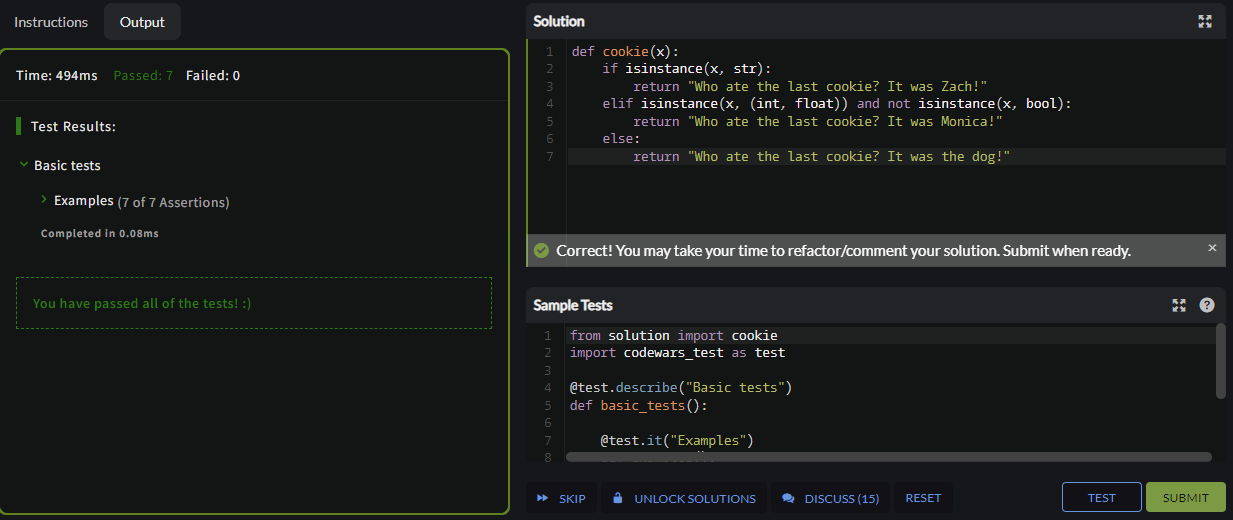 Instructions Output
Time: 494ms Passed: 7 Failed: 0
Test Results:
Basic tests
Examples (7 of 7 Assertions)
Completed in 0.08ms
You have passed all of the tests! :)
Solution
1 def cookie(x):
2     if isinstance(x, str):
3         return "Who ate the last cookie? It was Zach!"
4     elif isinstance(x, (int, float)) and not isinstance(x, bool):
5         return "Who ate the last cookie? It was Monica!"
6     else:
7         return "Who ate the last cookie? It was the dog!"
Correct! You may take your time to refactor/comment your solution. Submit when ready. ×
Sample Tests ?
1 from solution import cookie
2 import codewars_test as test
3
4 @test.describe("Basic tests")
5 def basic_tests():
6
7     @test.it("Examples")
8
SKIP UNLOCK SOLUTIONS DISCUSS (15) RESET TEST SUBMIT